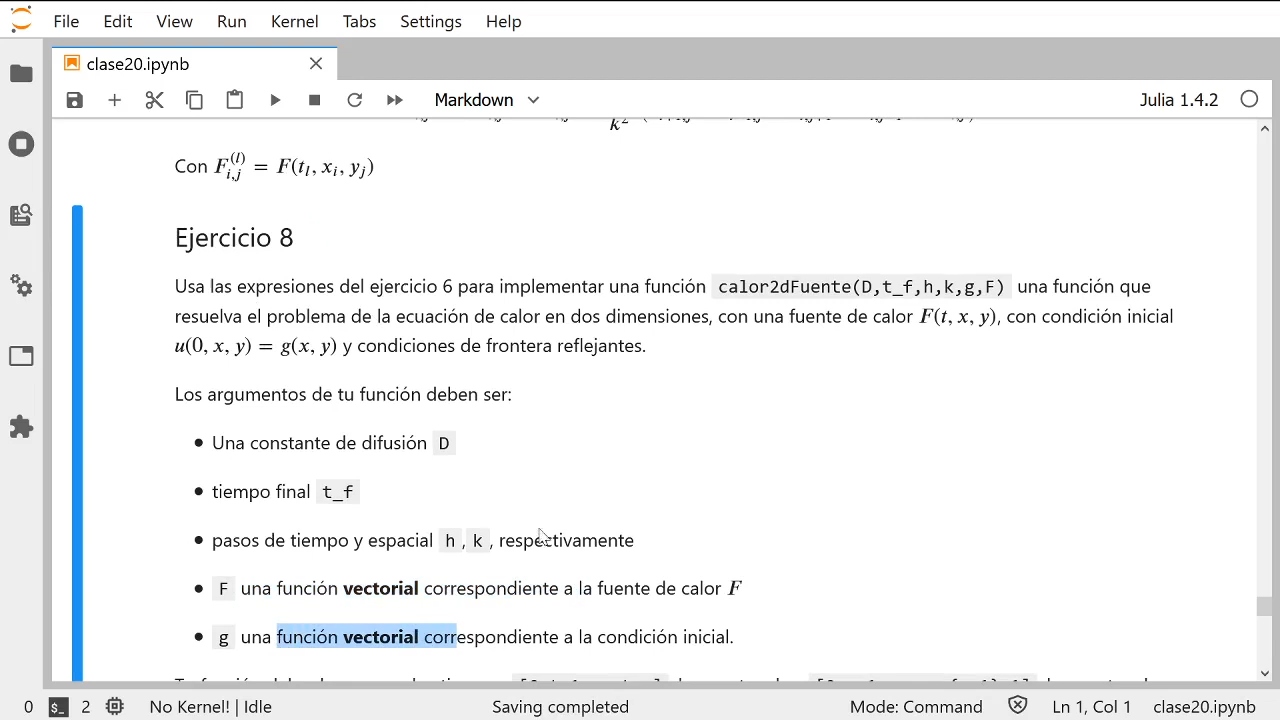 File Edit View Run Kernel Tabs Settings Help
clase20.ipynb
Markdown
Julia 1.4.2
Con F_{i,j}^{(l)} = F(t_l, x_i, y_j)
Ejercicio 8
Usa las expresiones del ejercicio 6 para implementar una función calor2dFuente(D,t_f,h,k,g,F) una función que
resuelva el problema de la ecuación de calor en dos dimensiones, con una fuente de calor F(t, x, y), con condición inicial
u(0, x, y) = g(x, y) y condiciones de frontera reflejantes.
Los argumentos de tu función deben ser:
• Una constante de difusión D
• tiempo final t_f
• pasos de tiempo y espacial h , k , respectivamente
• F una función vectorial correspondiente a la fuente de calor F
• g una función vectorial correspondiente a la condición inicial.
0 $_ 2 No Kernel! | Idle Saving completed Mode: Command Ln 1, Col 1 clase20.ipynb